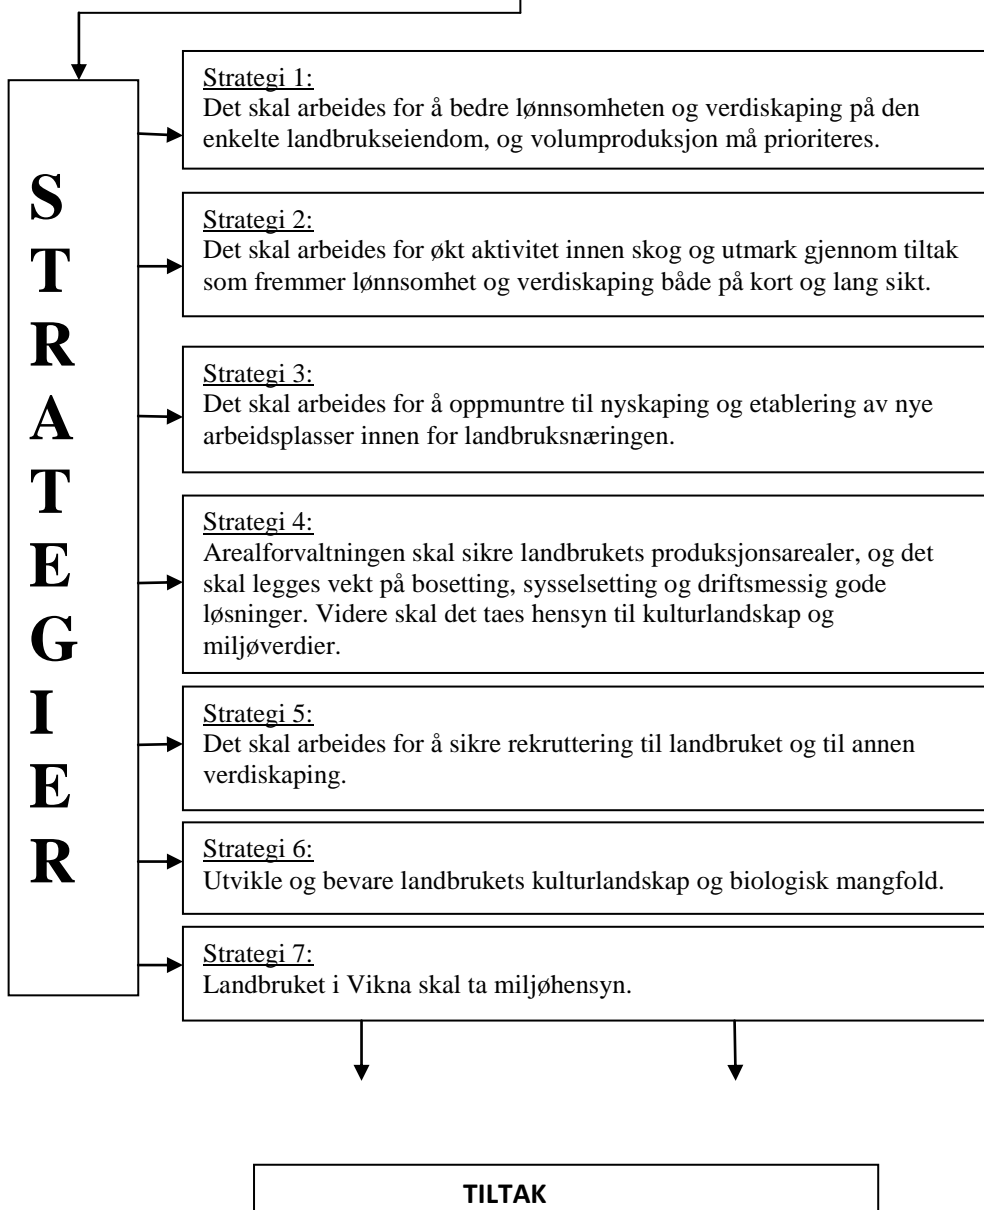 STRATEGIER
Strategi 1:
Det skal arbeides for å bedre lønnsomheten og verdiskaping på den
enkelte landbrukseiendom, og volumproduksjon må prioriteres.
Strategi 2:
Det skal arbeides for økt aktivitet innen skog og utmark gjennom tiltak
som fremmer lønnsomhet og verdiskaping både på kort og lang sikt.
Strategi 3:
Det skal arbeides for å oppmuntre til nyskaping og etablering av nye
arbeidsplasser innen for landbruksnæringen.
Strategi 4:
Arealforvaltningen skal sikre landbrukets produksjonsarealer, og det
skal legges vekt på bosetting, sysselsetting og driftsmessig gode
løsninger. Videre skal det taes hensyn til kulturlandskap og
miljøverdier.
Strategi 5:
Det skal arbeides for å sikre rekruttering til landbruket og til annen
verdiskaping.
Strategi 6:
Utvikle og bevare landbrukets kulturlandskap og biologisk mangfold.
Strategi 7:
Landbruket i Vikna skal ta miljøhensyn.
TILTAK